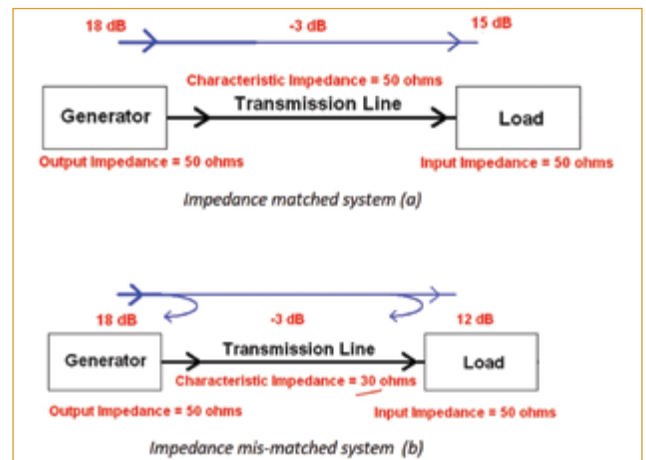 18 dB -3 dB 15 dB
Characteristic Impedance = 50 ohms
Generator Transmission Line Load
Output Impedance = 50 ohms Input Impedance = 50 ohms
Impedance matched system (a)
18 dB -3 dB 12 dB
Generator Transmission Line Load
Characteristic Impedance = 30 ohms
Output Impedance = 50 ohms Input Impedance = 50 ohms
Impedance mis-matched system (b)